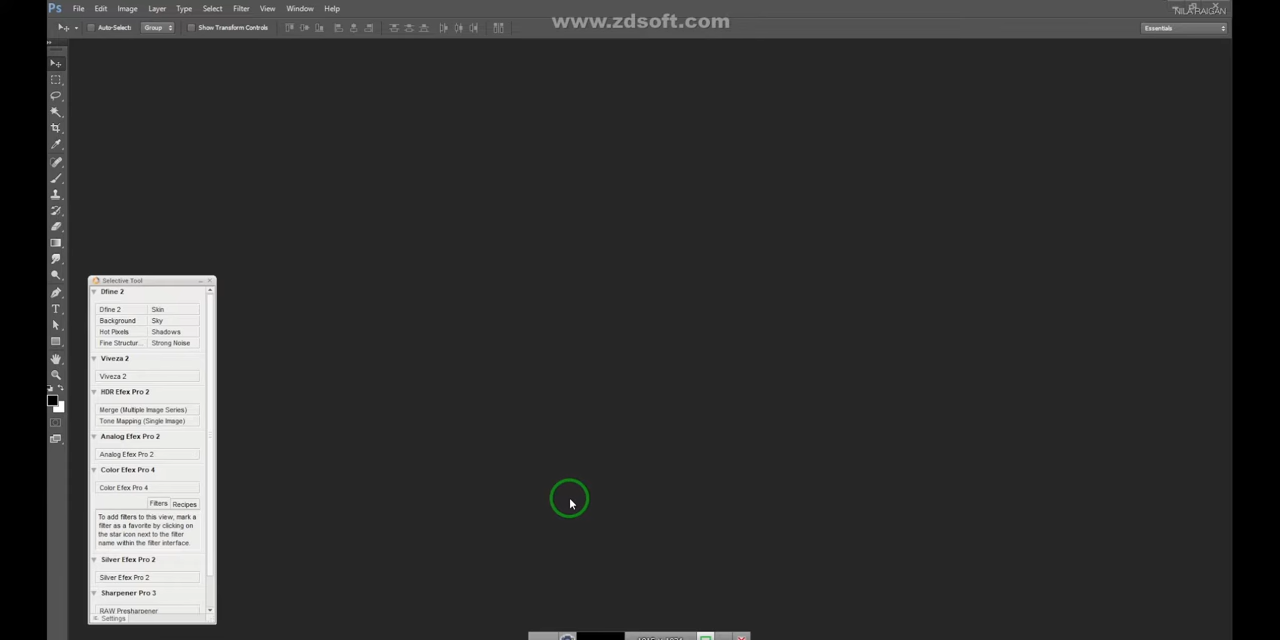 www.zdsoft.com
Ps File Edit Image Layer Type Select Filter View Window Help
Auto-Select: Group Show Transform Controls Essentials
Selective Tool
Dfine 2
Dfine 2 Skin
Background Sky
Hot Pixels Shadows
Fine Structur... Strong Noise
Viveza 2
Viveza 2
HDR Efex Pro 2
Merge (Multiple Image Series)
Tone Mapping (Single Image)
Analog Efex Pro 2
Analog Efex Pro 2
Color Efex Pro 4
Color Efex Pro 4
Filters Recipes
To add filters to this view, mark a
filter as a favorite by clicking on
the star icon next to the filter
name within the filter interface.
Silver Efex Pro 2
Silver Efex Pro 2
Sharpener Pro 3
RAW Presharpener
Settings